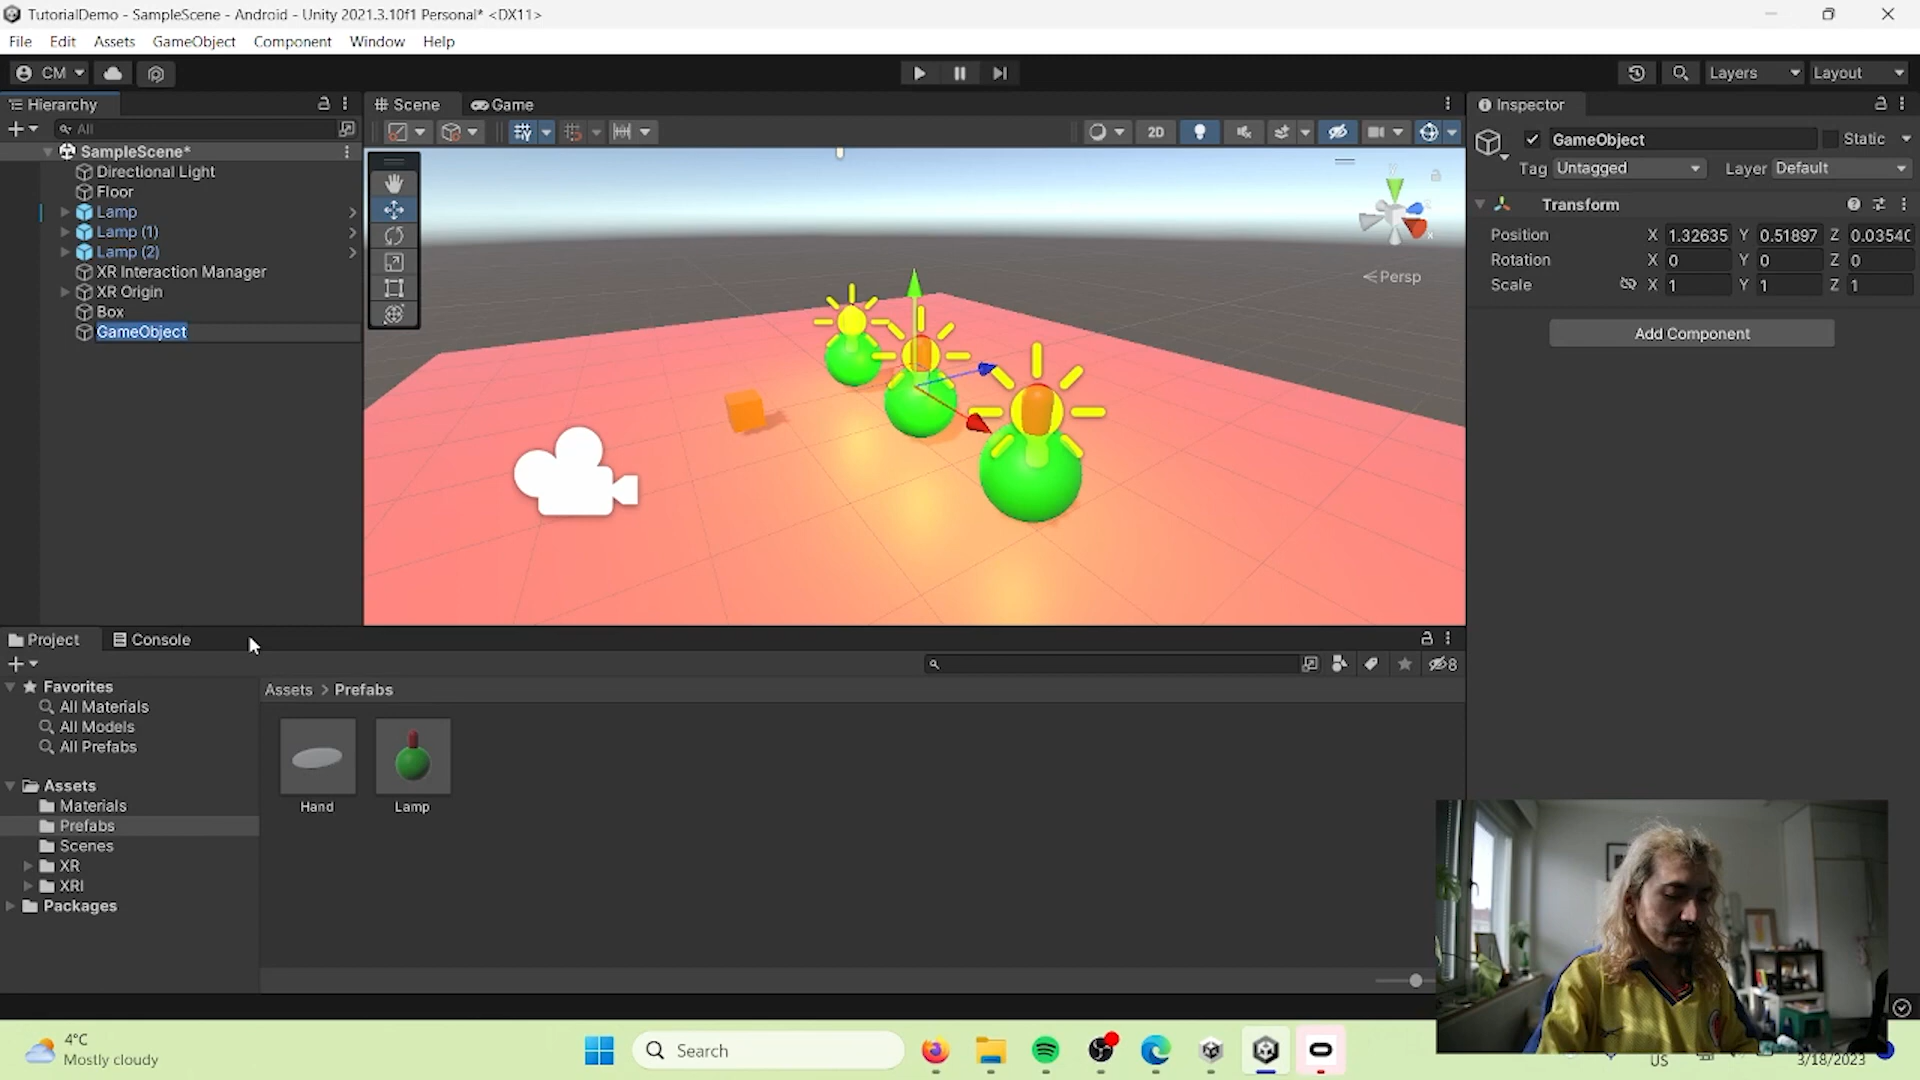 TutorialDemo - SampleScene - Android - Unity 2021.3.10f1 Personal* <DX11>
File Edit Assets GameObject Component Window Help
CM Layers Layout
Hierarchy
All
SampleScene*
Directional Light
Floor
Lamp
Lamp (1)
Lamp (2)
XR Interaction Manager
XR Origin
Box
GameObject
Scene Game
2D
y
x
Persp
Inspector
GameObject Static
Tag Untagged Layer Default
Transform
Position X 1.32635 Y 0.51897 Z 0.0354
Rotation X 0 Y 0 Z 0
Scale X 1 Y 1 Z 1
Add Component
Project Console
8
Favorites
All Materials
All Models
All Prefabs
Assets
Materials
Prefabs
Scenes
XR
XRI
Packages
Assets > Prefabs
Hand Lamp
4°C
Mostly cloudy
Search
US
3/18/2023